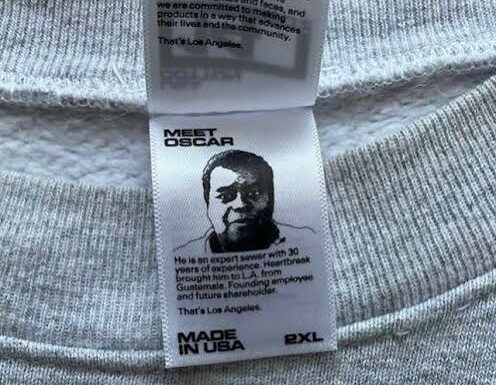 we are committed to making
products in a way that advances
their lives and the community.
That's Los Angeles.
MEET
OSCAR
He is an expert sewer with 30
years of experience. Heartbreak
brought him to L.A. from
Guatemala. Founding employee
and future shareholder.
That's Los Angeles.
MADE
IN USA
2XL